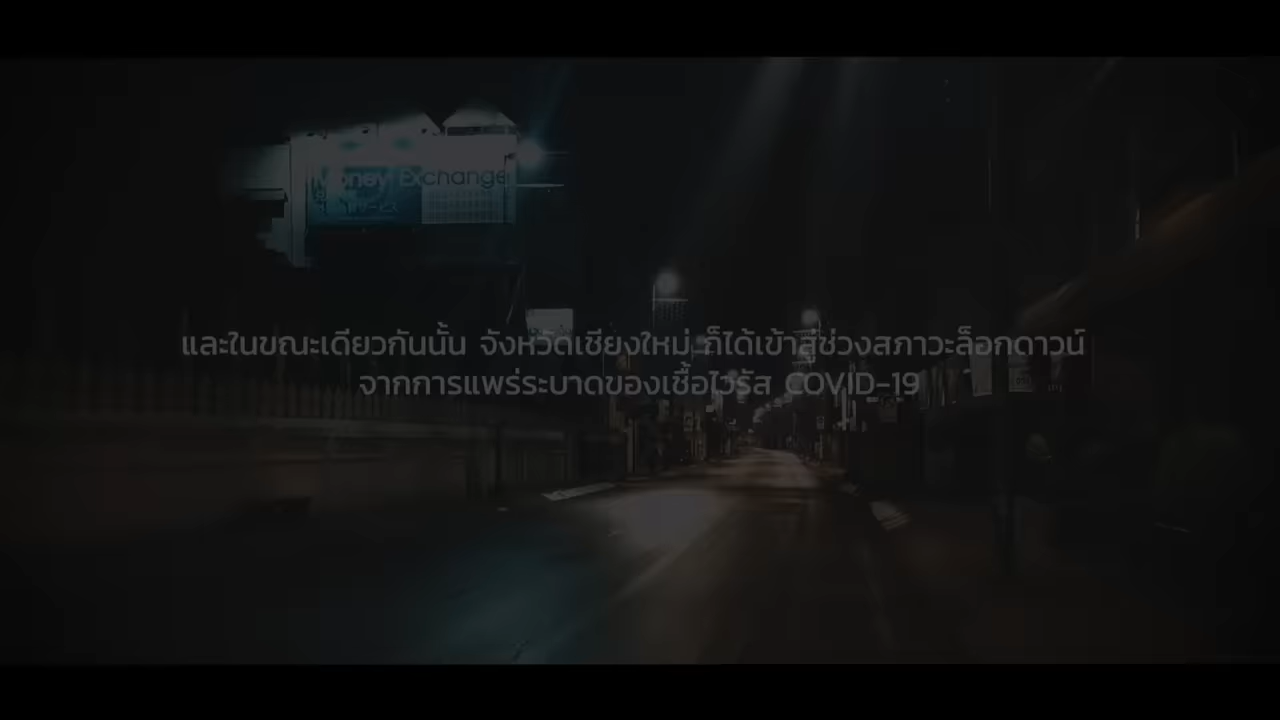 Money Exchange
และในขณะเดียวกันนั้น จังหวัดเชียงใหม่ ก็ได้เข้าสู่ช่วงสภาวะล็อกดาวน์
จากการแพร่ระบาดของเชื้อไวรัส COVID-19